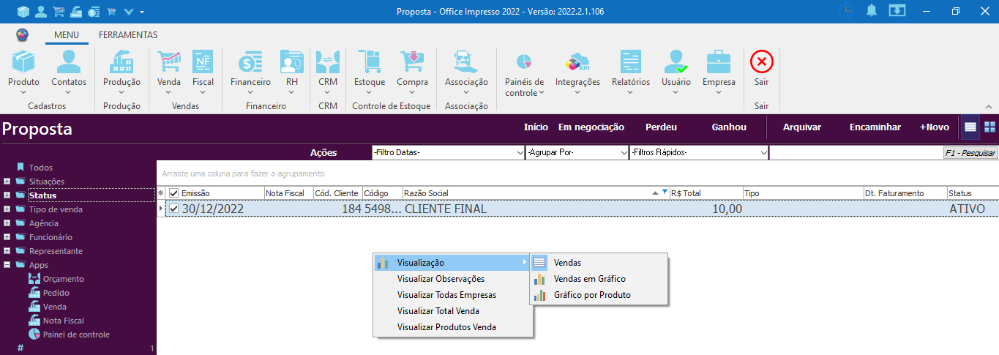 Proposta - Office Impresso 2022 - Versão: 2022.2.1.106
MENU FERRAMENTAS
Produto Contatos Produção Venda Fiscal Financeiro RH CRM Estoque Compra Associação Painéis de controle Integrações Relatórios Usuário Empresa Sair
Cadastros Produção Vendas Financeiro CRM Controle de Estoque Associação Sair
Proposta Início Em negociação Perdeu Ganhou Arquivar Encaminhar +Novo
Ações -Filtro Datas- -Agrupar Por- -Filtros Rápidos- F1 - Pesquisar
Todos
Situações
Status
Tipo de venda
Agência
Funcionário
Representante
Apps
Orçamento
Pedido
Venda
Nota Fiscal
Painel de controle
# 1
Arraste uma coluna para fazer o agrupamento
Emissão Nota Fiscal Cód. Cliente Código Razão Social R$ Total Tipo Dt. Faturamento Status
30/12/2022 184 5498... CLIENTE FINAL 10,00 ATIVO
Visualização
Visualizar Observações
Visualizar Todas Empresas
Visualizar Total Venda
Visualizar Produtos Venda
Vendas
Vendas em Gráfico
Gráfico por Produto